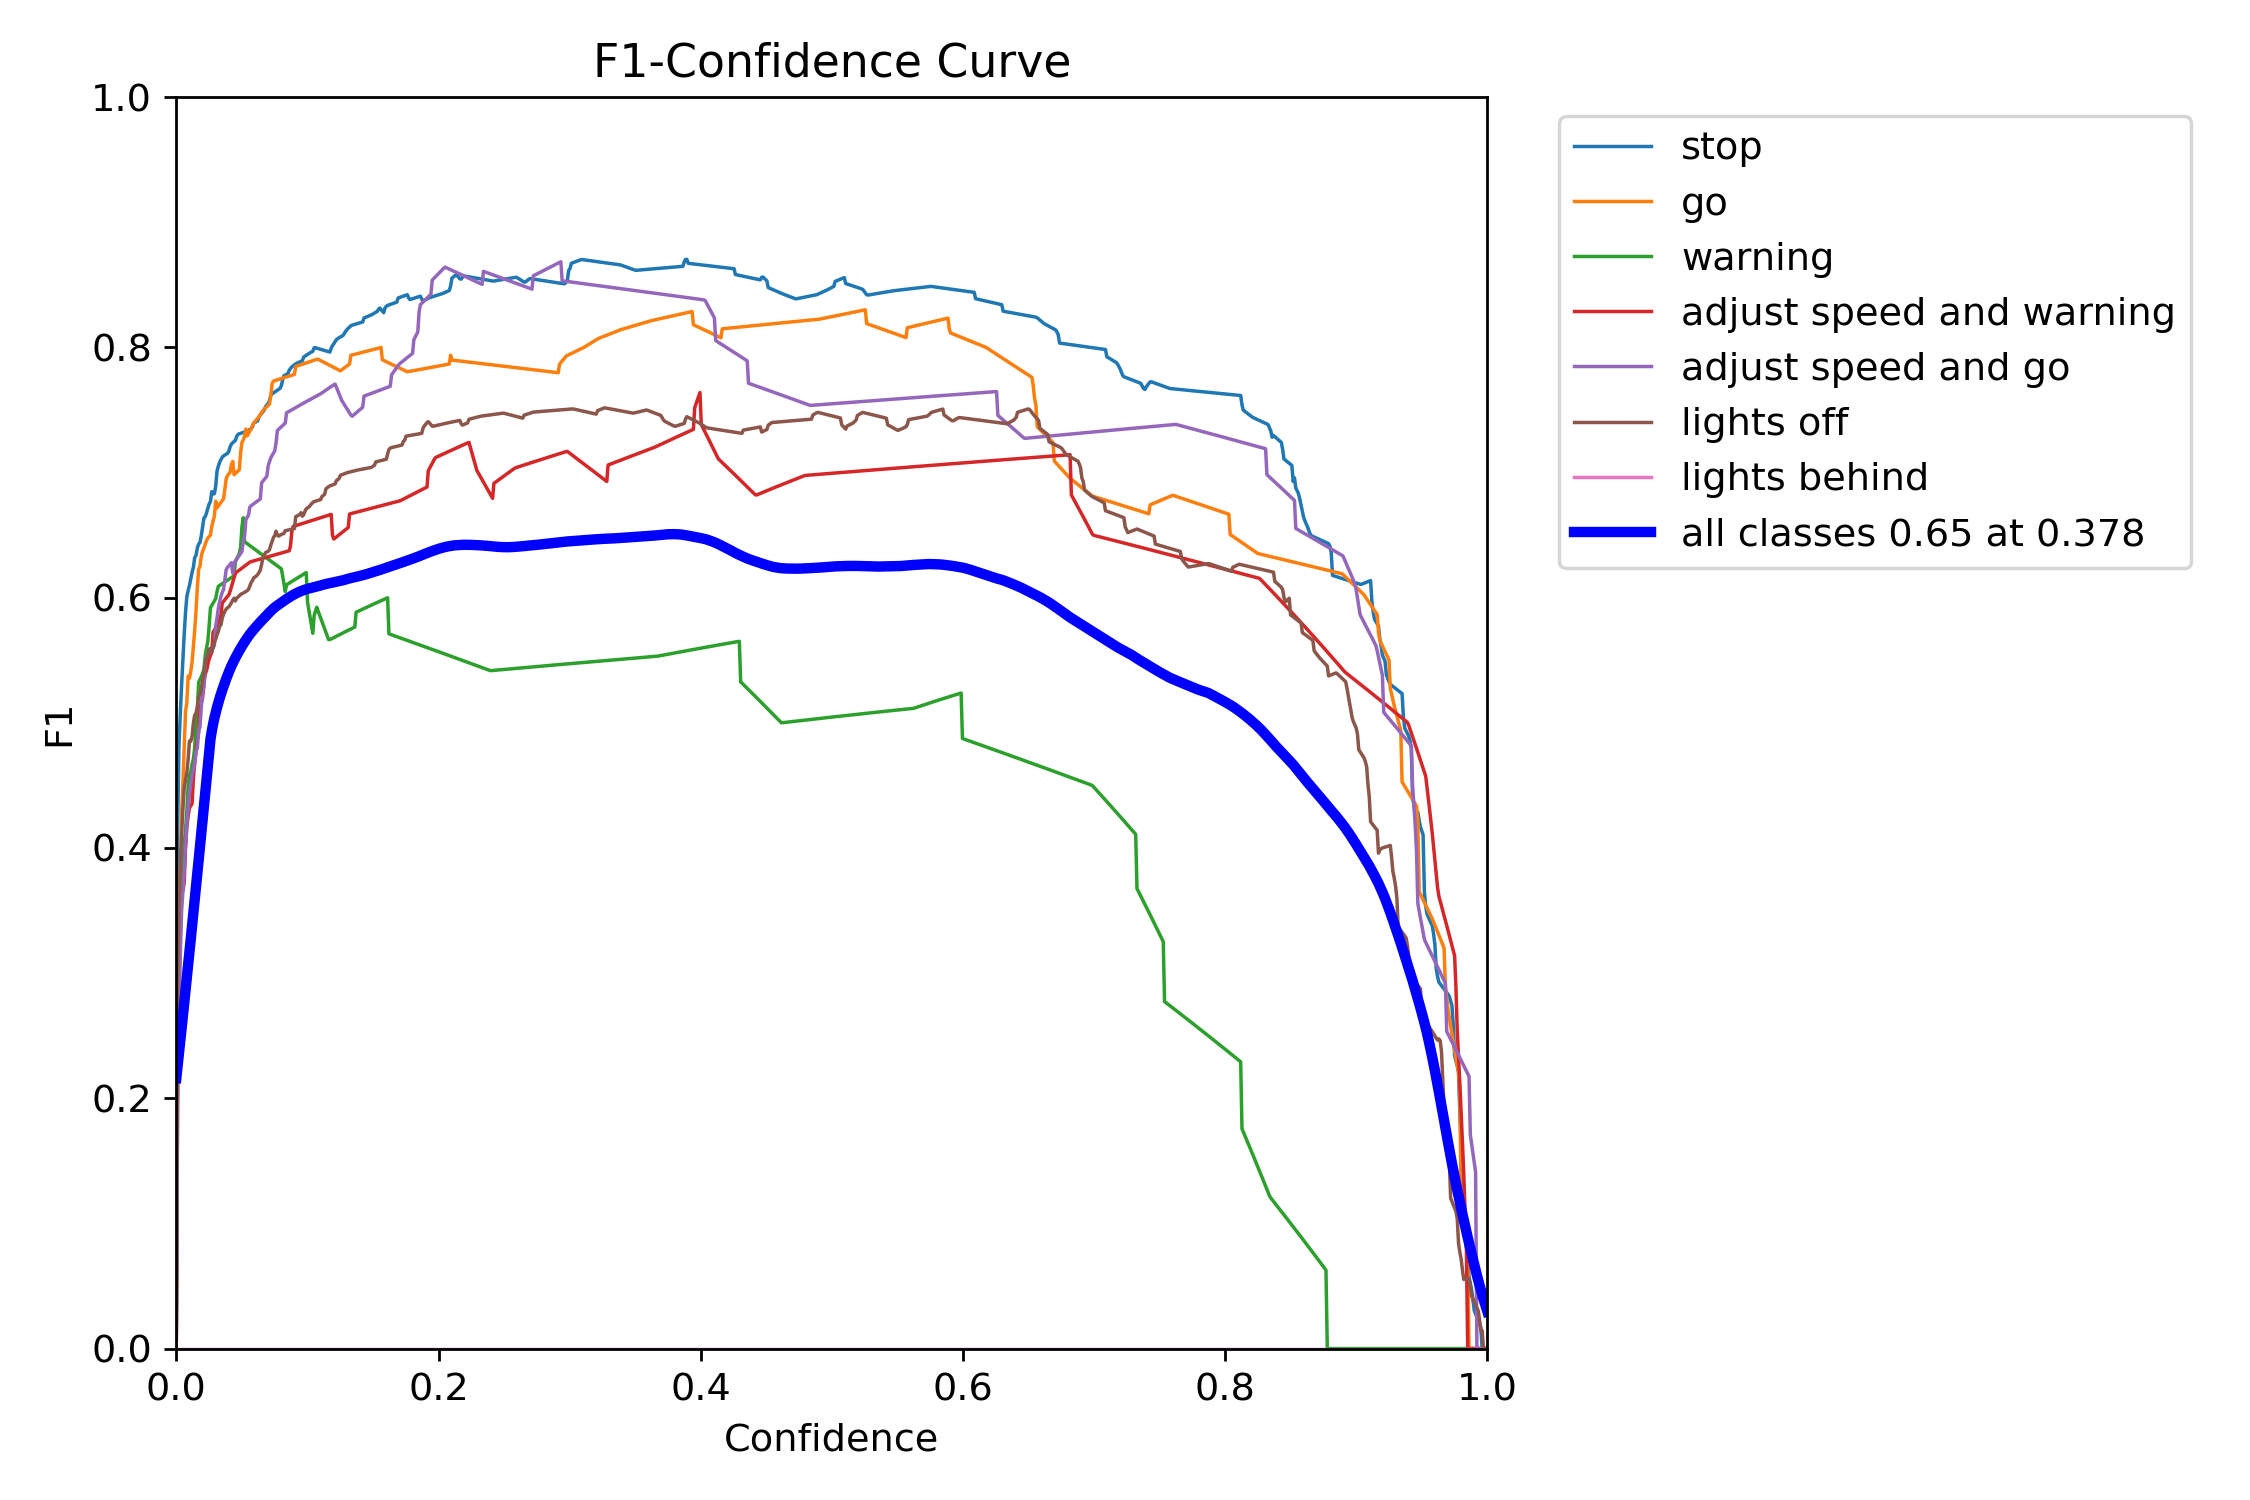 F1-Confidence Curve
1.0
0.8
0.6
0.4
0.2
0.0
F1
0.0 0.2 0.4 0.6 0.8 1.0
Confidence
stop
go
warning
adjust speed and warning
adjust speed and go
lights off
lights behind
all classes 0.65 at 0.378